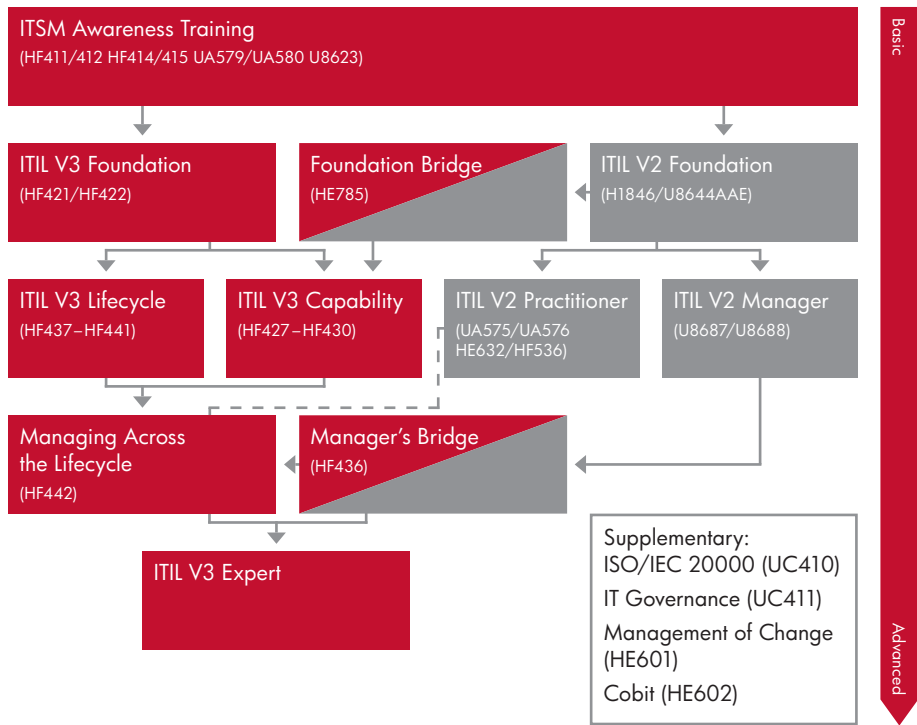 ITSM Awareness Training
(HF411/412 HF414/415 UA579/UA580 U8623)
Basic
ITIL V3 Foundation
(HF421/HF422)
Foundation Bridge
(HE785)
ITIL V2 Foundation
(H1846/U8644AAE)
ITIL V3 Lifecycle
(HF437–HF441)
ITIL V3 Capability
(HF427–HF430)
ITIL V2 Practitioner
(UA575/UA576
HE632/HF536)
ITIL V2 Manager
(U8687/U8688)
Managing Across
the Lifecycle
(HF442)
Manager’s Bridge
(HF436)
ITIL V3 Expert
Supplementary:
ISO/IEC 20000 (UC410)
IT Governance (UC411)
Management of Change
(HE601)
Cobit (HE602)
Advanced